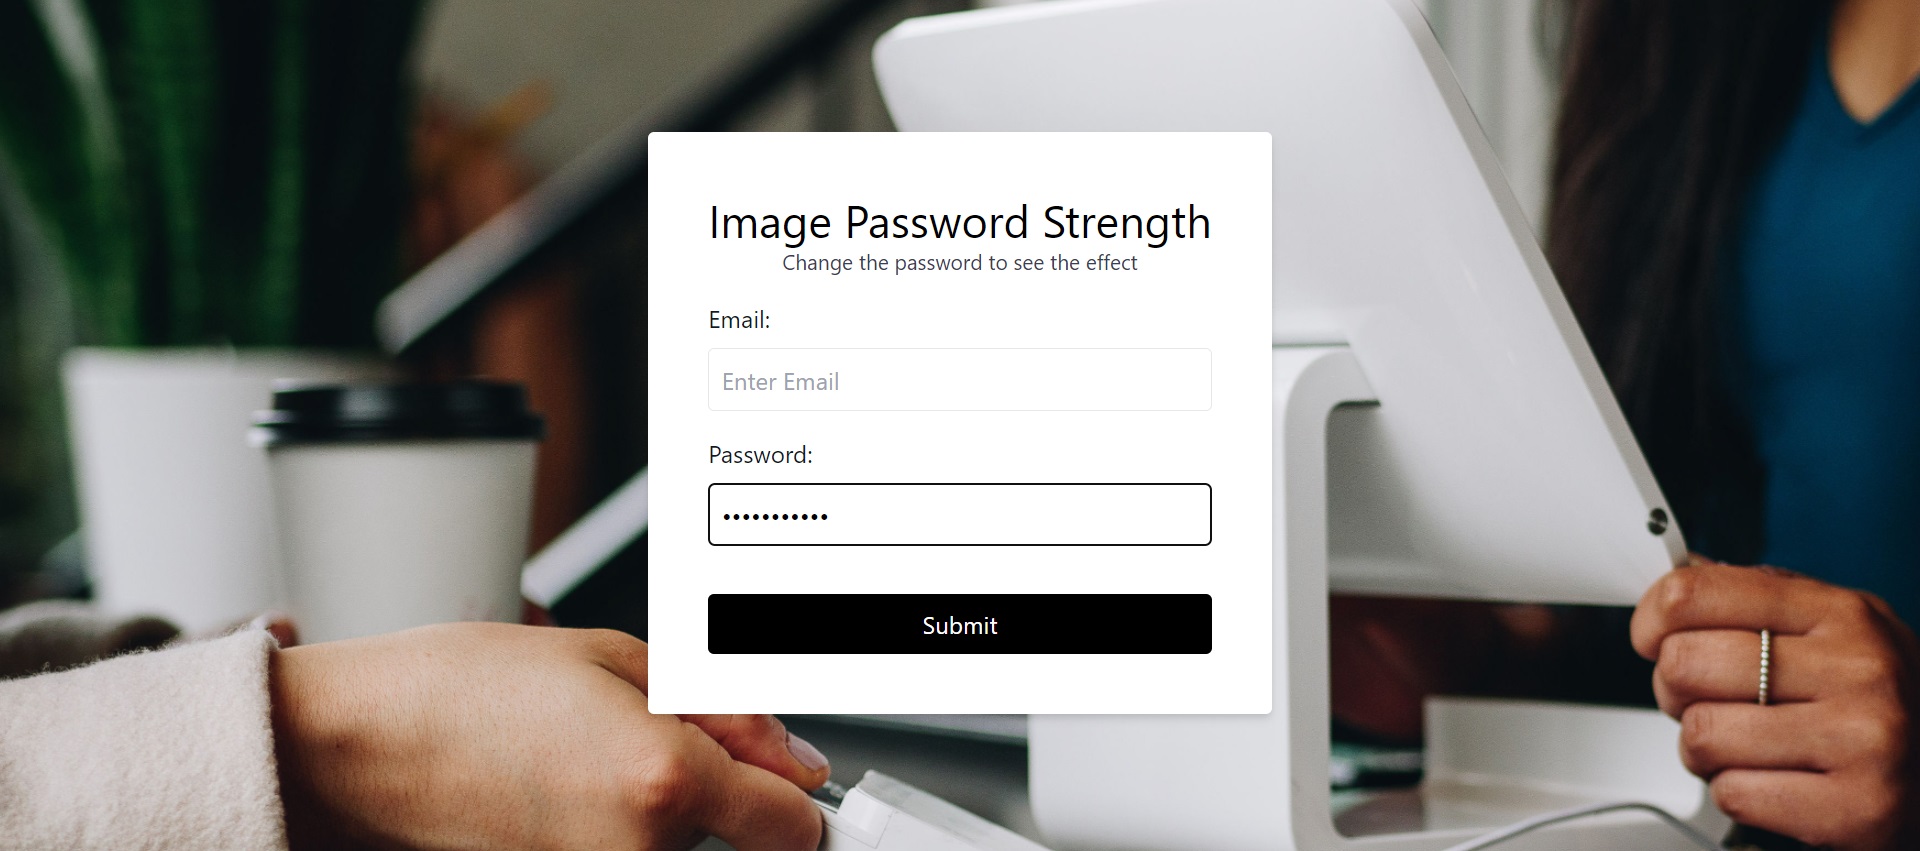 Image Password Strength
Change the password to see the effect
Email:
Enter Email
Password:
•••••••••••
Submit